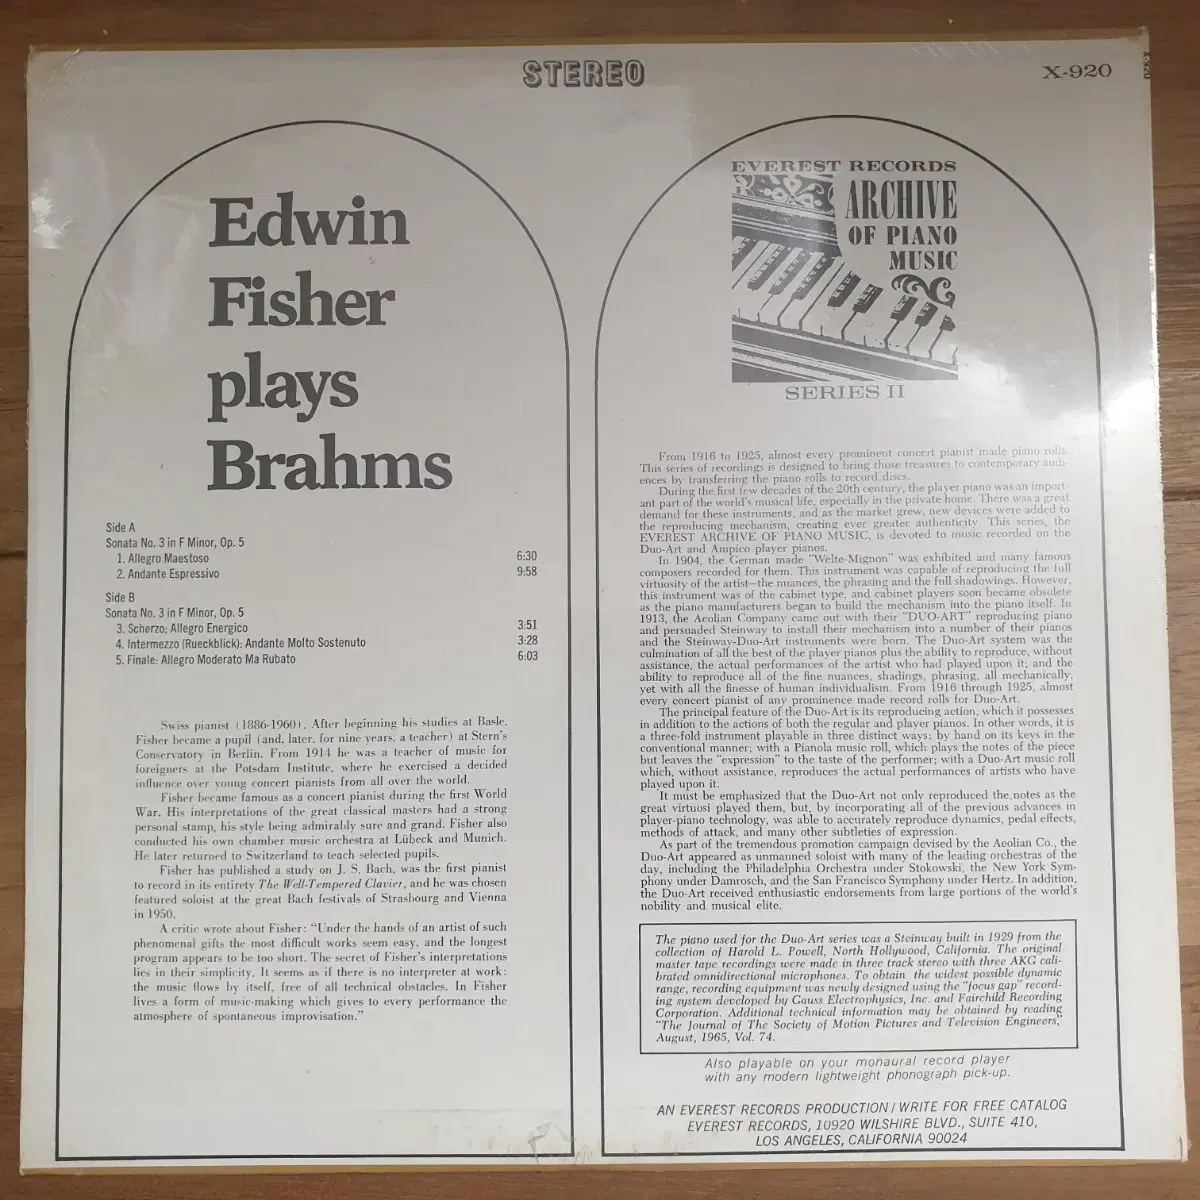 STEREO
X-920
X-920
Edwin
Fisher
plays
Brahms
Side A
Sonata No. 3 in F Minor, Op. 5
1. Allegro Maestoso 6:30
2. Andante Espressivo 9:58
Side B
Sonata No. 3 in F Minor, Op. 5
3. Scherzo; Allegro Energico 3:51
4. Intermezzo (Rueckblick): Andante Molto Sostenuto 3:28
5. Finale: Allegro Moderato Ma Rubato 6:03
Swiss pianist (1886-1960). After beginning his studies at Basle,
Fisher became a pupil (and, later, for nine years, a teacher) at Stern's
Conservatory in Berlin. From 1914 he was a teacher of music for
foreigners at the Potsdam Institute, where he exercised a decided
influence over young concert pianists from all over the world.
Fisher became famous as a concert pianist during the first World
War. His interpretations of the great classical masters had a strong
personal stamp, his style being admirably sure and grand. Fisher also
conducted his own chamber music orchestra at Lübeck and Munich.
He later returned to Switzerland to teach selected pupils.
Fisher has published a study on J. S. Bach, was the first pianist
to record in its entirety The Well-Tempered Clavier, and he was chosen
featured soloist at the great Bach festivals of Strasbourg and Vienna
in 1950.
A critic wrote about Fisher: "Under the hands of an artist of such
phenomenal gifts the most difficult works seem easy, and the longest
program appears to be too short. The secret of Fisher's interpretations
lies in their simplicity. It seems as if there is no interpreter at work:
the music flows by itself, free of all technical obstacles. In Fisher
lives a form of music-making which gives to every performance the
atmosphere of spontaneous improvisation."
EVEREST RECORDS
ARCHIVE
OF PIANO
MUSIC
SERIES II
From 1916 to 1925, almost every prominent concert pianist made piano rolls.
This series of recordings is designed to bring those treasures to contemporary audi-
ences by transferring the piano rolls to record discs.
During the first few decades of the 20th century, the player piano was an import-
ant part of the world's musical life, especially in the private home. There was a great
demand for these instruments, and as the market grew, new devices were added to
the reproducing mechanism, creating ever greater authenticity. This series, the
EVEREST ARCHIVE OF PIANO MUSIC, is devoted to music recorded on the
Duo-Art and Ampico player pianos.
In 1904, the German made "Welte-Mignon" was exhibited and many famous
composers recorded for them. This instrument was capable of reproducing the full
virtuosity of the artist—the nuances, the phrasing and the full shadowings. However,
this instrument was of the cabinet type, and cabinet players soon became obsolete
as the piano manufacturers began to build the mechanism into the piano itself. In
1913, the Aeolian Company came out with their "DUO-ART" reproducing piano
and persuaded Steinway to install their mechanism into a number of their pianos
and the Steinway-Duo-Art instruments were born. The Duo-Art system was the
culmination of all the best of the player pianos plus the ability to reproduce, without
assistance, the actual performances of the artist who had played upon it; and the
ability to reproduce all of the fine nuances, shadings, phrasing, all mechanically,
yet with all the finesse of human individualism. From 1916 through 1925, almost
every concert pianist of any prominence made record rolls for Duo-Art.
The principal feature of the Duo-Art is its reproducing action, which it possesses
in addition to the actions of both the regular and player pianos. In other words, it is
a three-fold instrument playable in three distinct ways: by hand on its keys in the
conventional manner; with a Pianola music roll, which plays the notes of the piece
but leaves the "expression" to the taste of the performer; with a Duo-Art music roll
which, without assistance, reproduces the actual performances of artists who have
played upon it.
It must be emphasized that the Duo-Art not only reproduced the notes as the
great virtuosi played them, but, by incorporating all of the previous advances in
player-piano technology, was able to accurately reproduce dynamics, pedal effects,
methods of attack, and many other subtleties of expression.
As part of the tremendous promotion campaign devised by the Aeolian Co., the
Duo-Art appeared as unmanned soloist with many of the leading orchestras of the
day, including the Philadelphia Orchestra under Stokowski, the New York Sym-
phony under Damrosch, and the San Francisco Symphony under Hertz. In addition,
the Duo-Art received enthusiastic endorsements from large portions of the world's
nobility and musical elite.
The piano used for the Duo-Art series was a Steinway built in 1929 from the
collection of Harold L. Powell, North Hollywood, California. The original
master tape recordings were made in three track stereo with three AKG cali-
brated omnidirectional microphones. To obtain the widest possible dynamic
range, recording equipment was newly designed using the "focus gap" record-
ing system developed by Gauss Electrophysics, Inc. and Fairchild Recording
Corporation. Additional technical information may be obtained by reading
"The Journal of The Society of Motion Pictures and Television Engineers,"
August, 1965, Vol. 74.
Also playable on your monaural record player
with any modern lightweight phonograph pick-up.
AN EVEREST RECORDS PRODUCTION / WRITE FOR FREE CATALOG
EVEREST RECORDS, 10920 WILSHIRE BLVD., SUITE 410,
LOS ANGELES, CALIFORNIA 90024